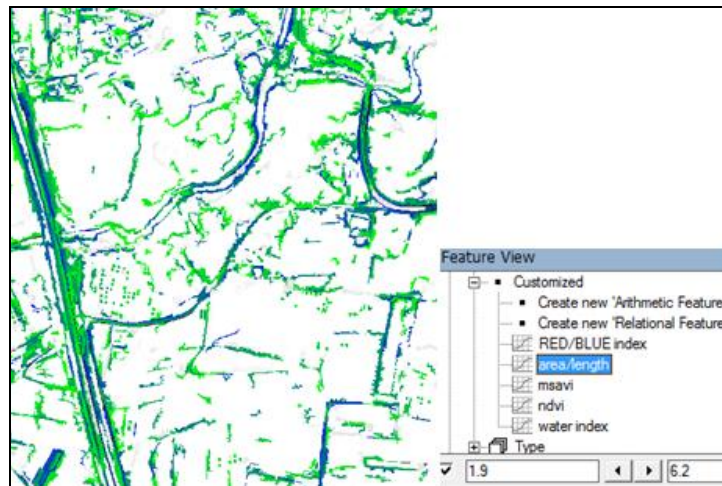 Feature View
Customized
Create new 'Arithmetic Feature
Create new 'Relational Feature
RED/BLUE index
area/length
msavi
ndvi
water index
Type
1.9 6.2